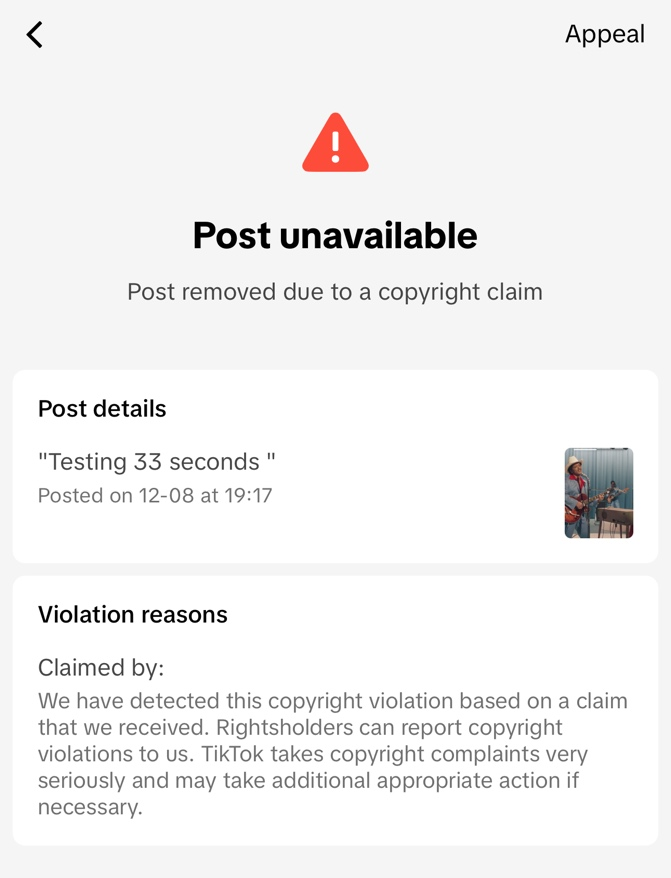 Appeal
Post unavailable
Post removed due to a copyright claim
Post details
"Testing 33 seconds "
Posted on 12-08 at 19:17
Violation reasons
Claimed by:
We have detected this copyright violation based on a claim
that we received. Rightsholders can report copyright
violations to us. TikTok takes copyright complaints very
seriously and may take additional appropriate action if
necessary.